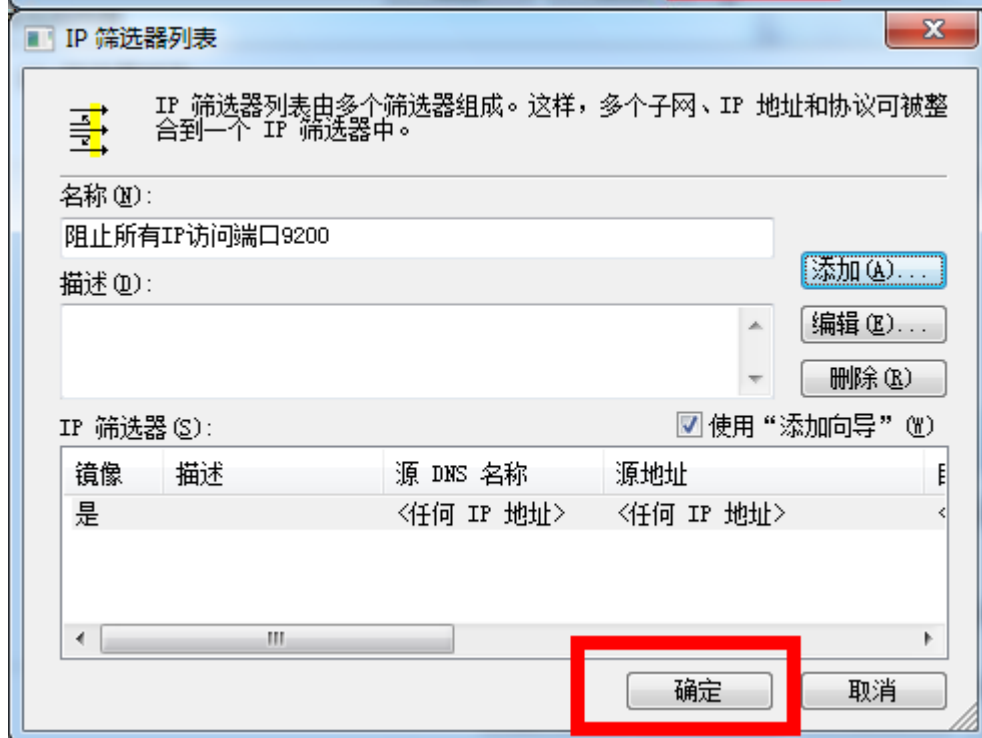 IP 筛选器列表
IP 筛选器列表由多个筛选器组成。这样，多个子网、IP 地址和协议可被整
合到一个 IP 筛选器中。
名称(N):
阻止所有IP访问端口9200
添加(A)...
描述(D):
编辑(E)...
删除(R)
IP 筛选器(S):
使用“添加向导”(W)
镜像 描述 源 DNS 名称 源地址
是 <任何 IP 地址> <任何 IP 地址>
确定 取消